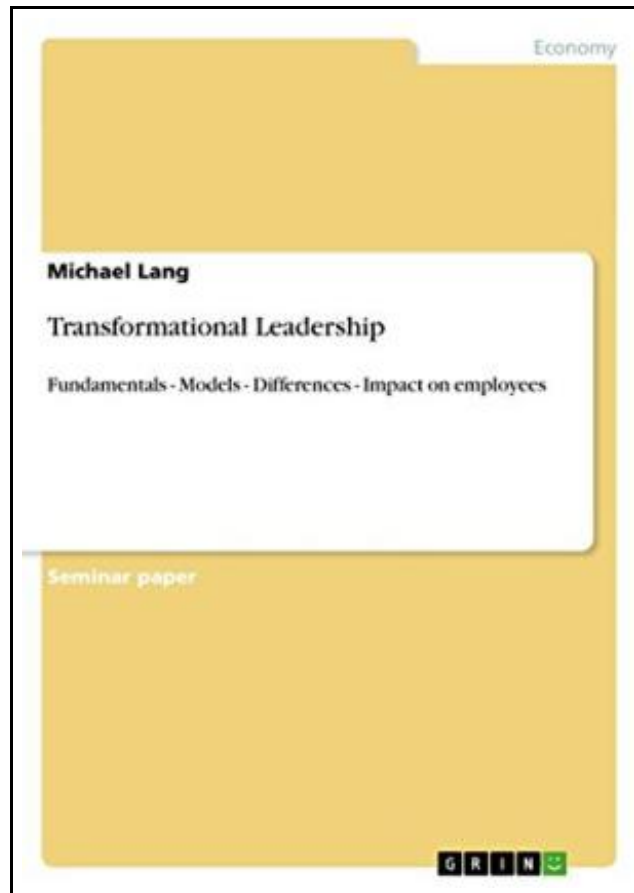 Economy
Michael Lang
Transformational Leadership
Fundamentals - Models - Differences - Impact on employees
Seminar paper
GRIN